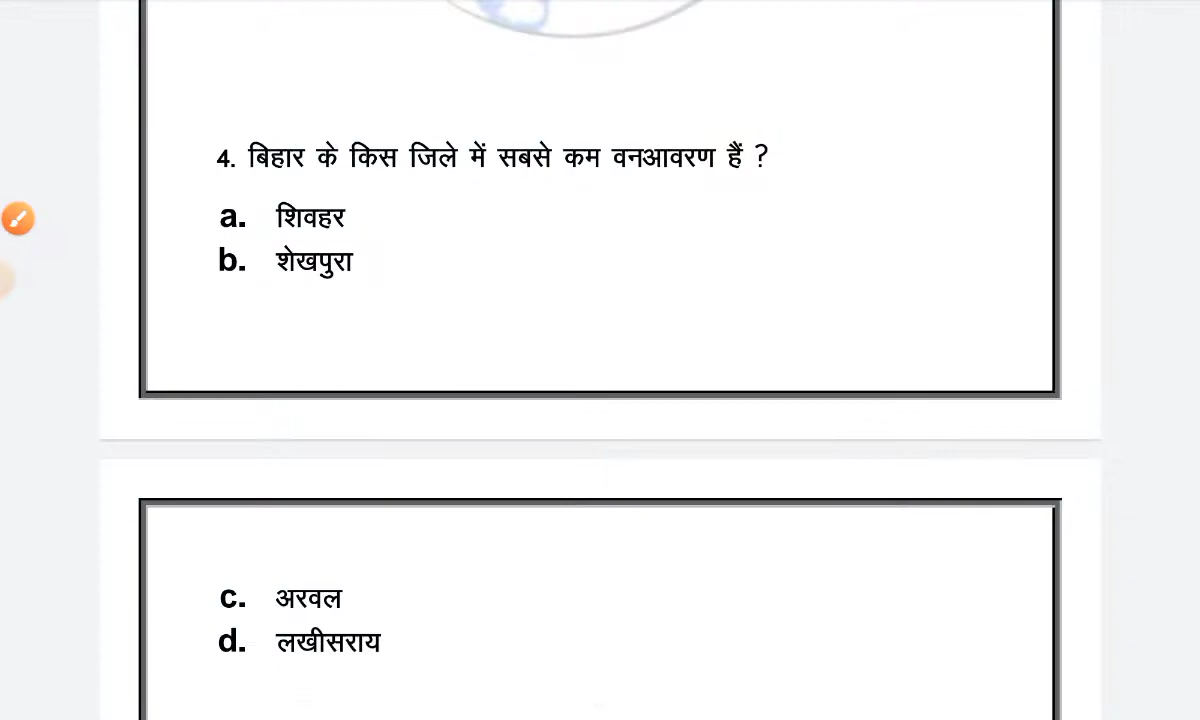 4. बिहार के किस जिले में सबसे कम वनआवरण हैं ?
a. शिवहर
b. शेखपुरा
c. अरवल
d. लखीसराय